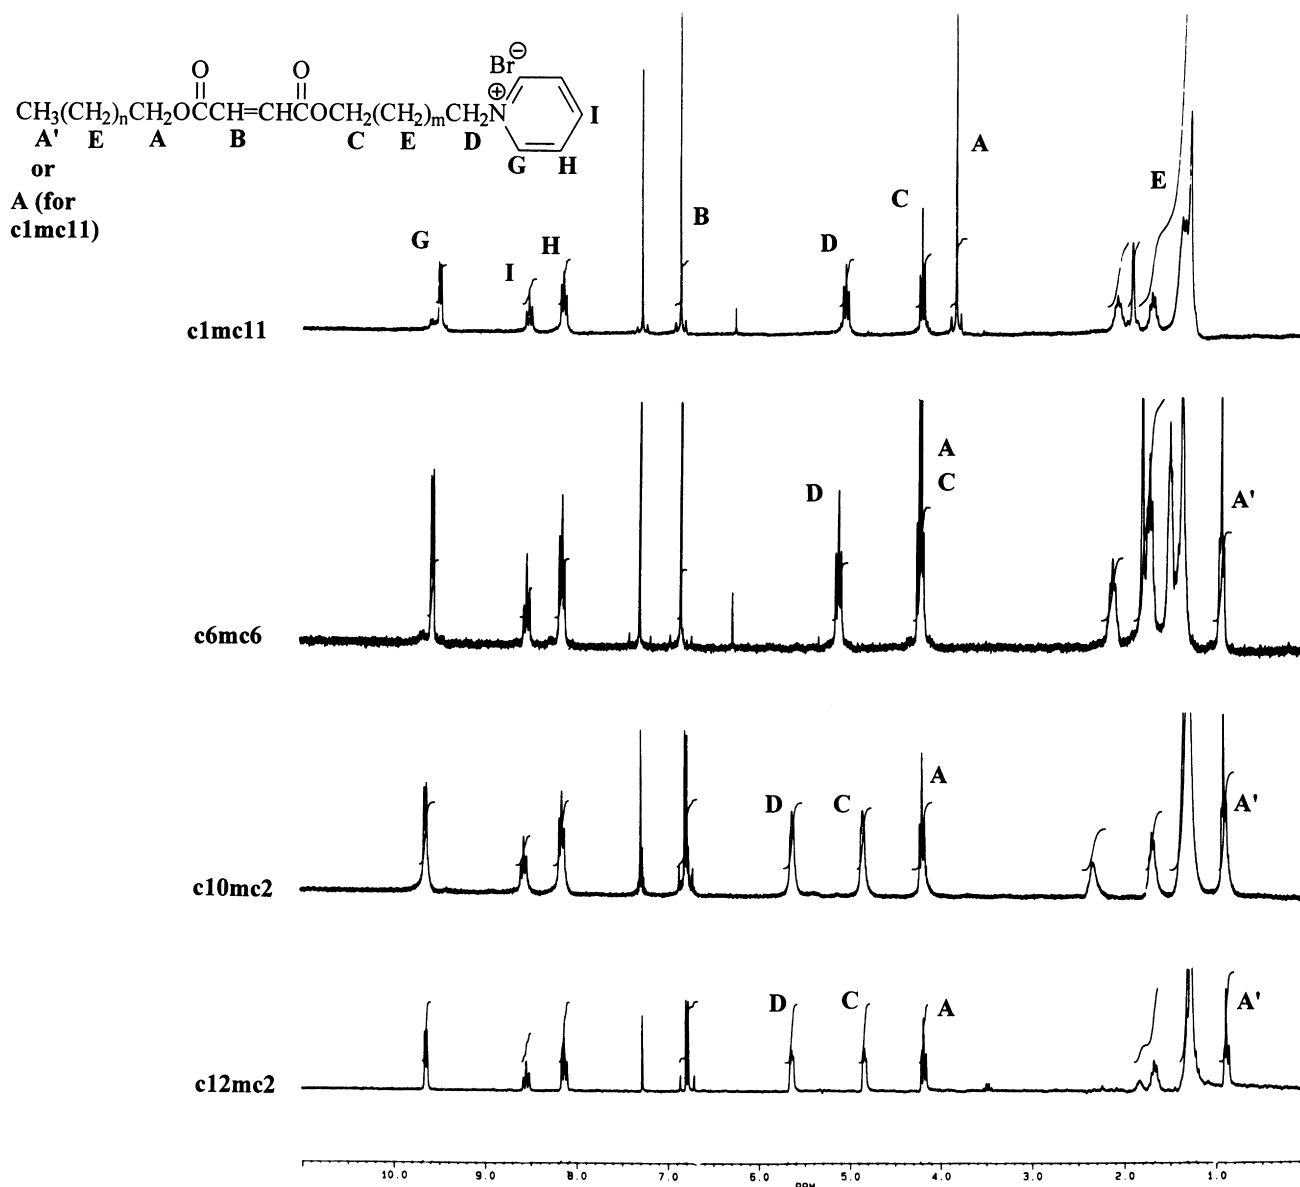 O O Br⊖
CH3(CH2)nCH2OCCH=CHCOCH2(CH2)mCH2N⊕ I
A' E A B C E D G H
or
A (for
c1mc11)
G I H B D C A E
c1mc11
D A C A'
c6mc6
D C A A'
c10mc2
D C A A'
c12mc2
10.0 9.0 8.0 7.0 6.0 5.0 4.0 3.0 2.0 1.0
PPM